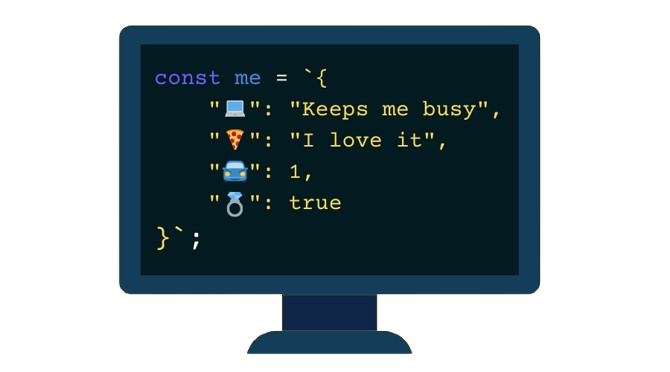 const me = `{
"💻": "Keeps me busy",
"🍕": "I love it",
"🚘": 1,
"💍": true
}`;